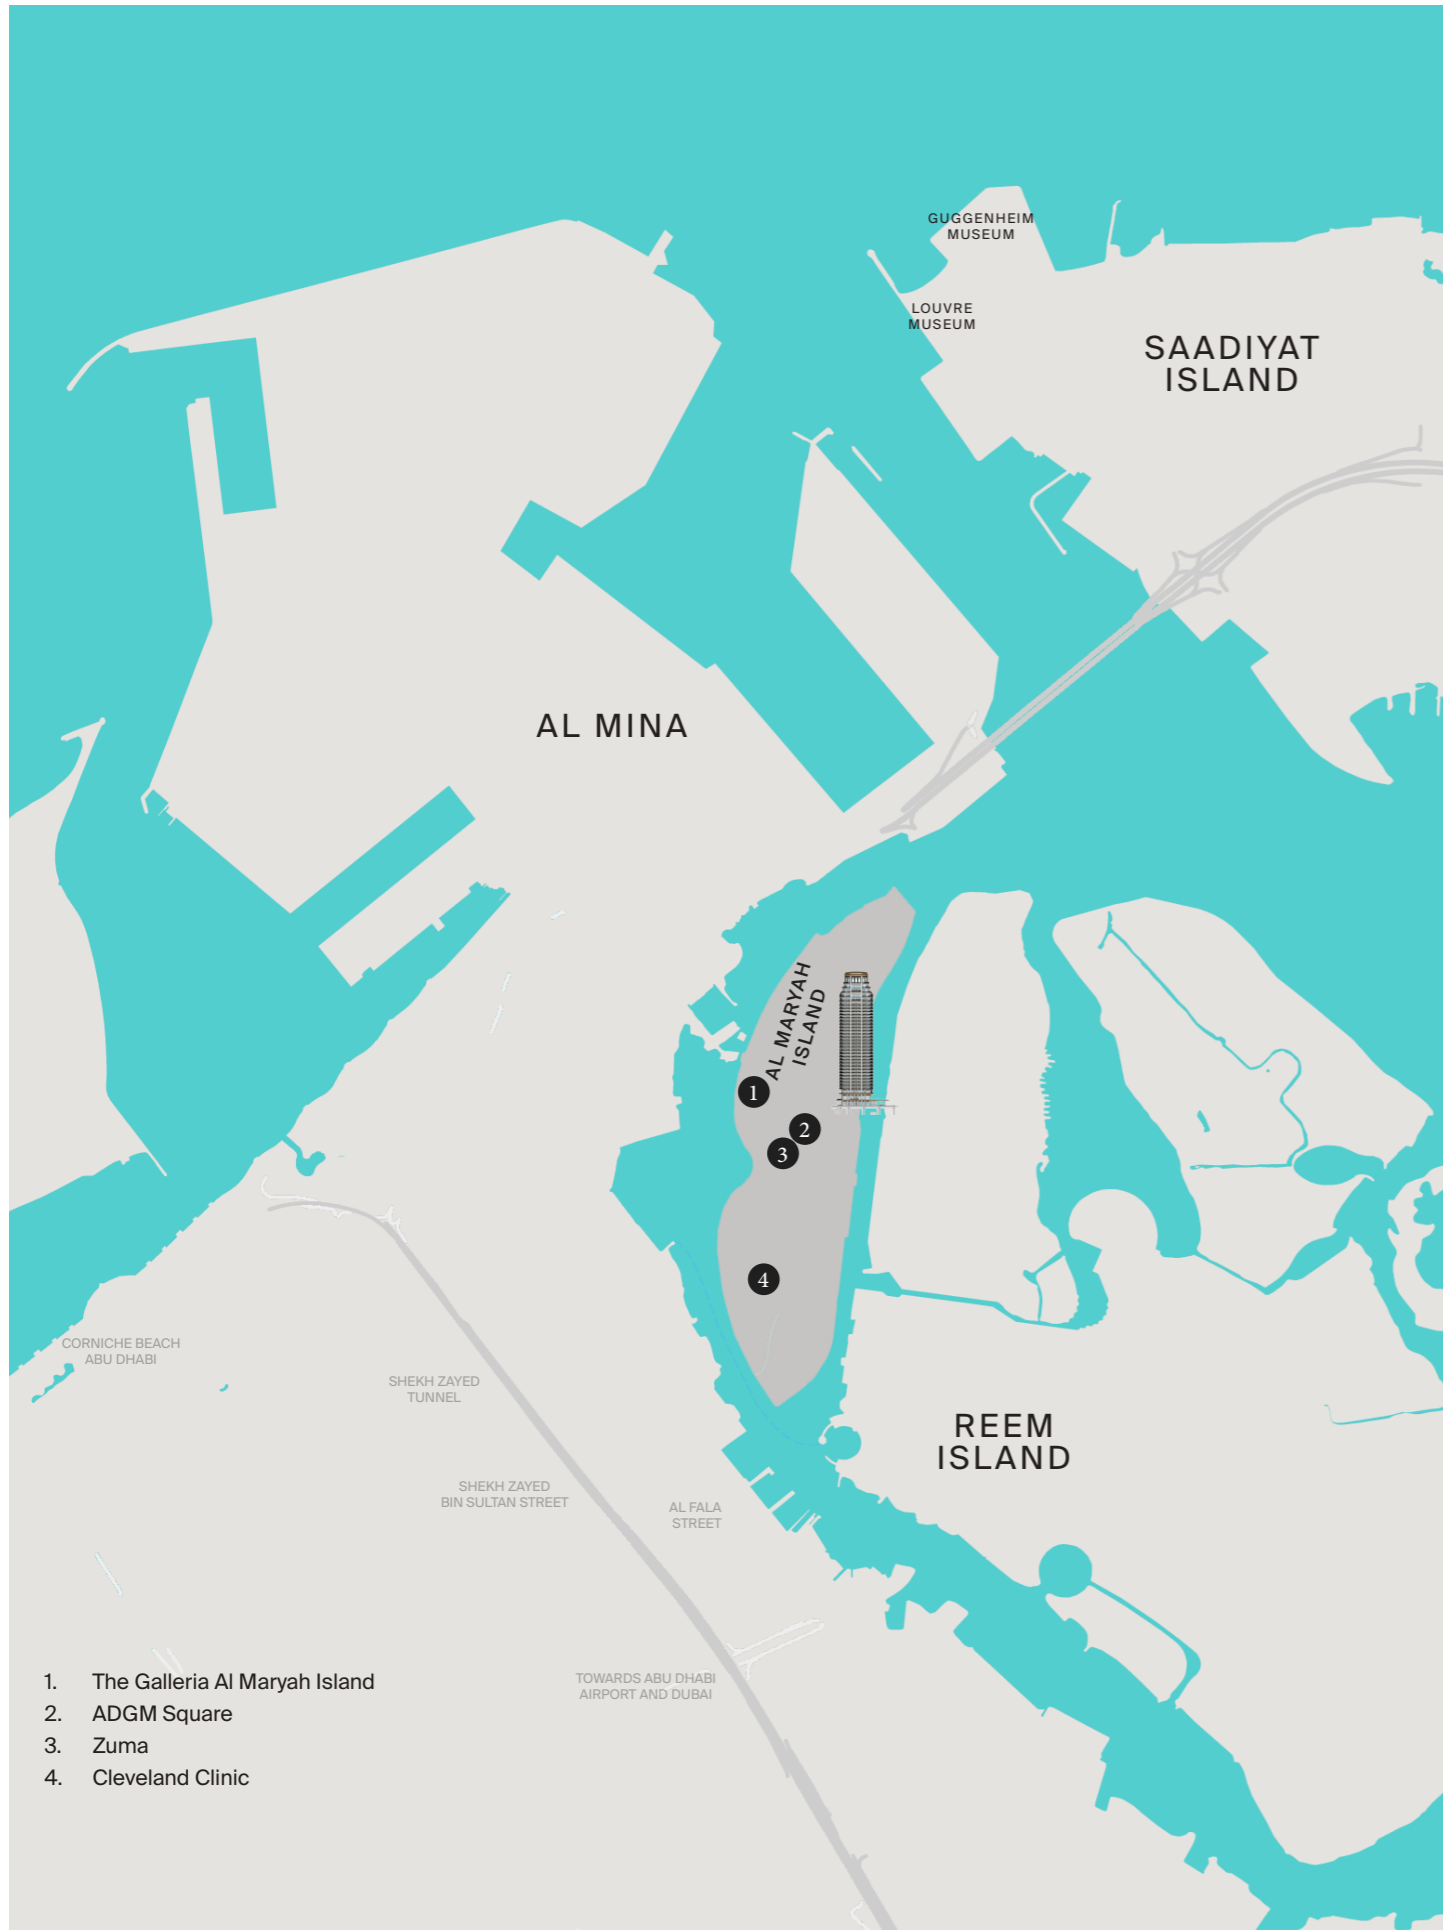 GUGGENHEIM
MUSEUM
LOUVRE
MUSEUM
SAADIYAT
ISLAND
AL MINA
AL MARYAH
ISLAND
1
2
3
4
CORNICHE BEACH
ABU DHABI
SHEKH ZAYED
TUNNEL
REEM
ISLAND
SHEKH ZAYED
BIN SULTAN STREET
AL FALA
STREET
TOWARDS ABU DHABI
AIRPORT AND DUBAI
1. The Galleria Al Maryah Island
2. ADGM Square
3. Zuma
4. Cleveland Clinic